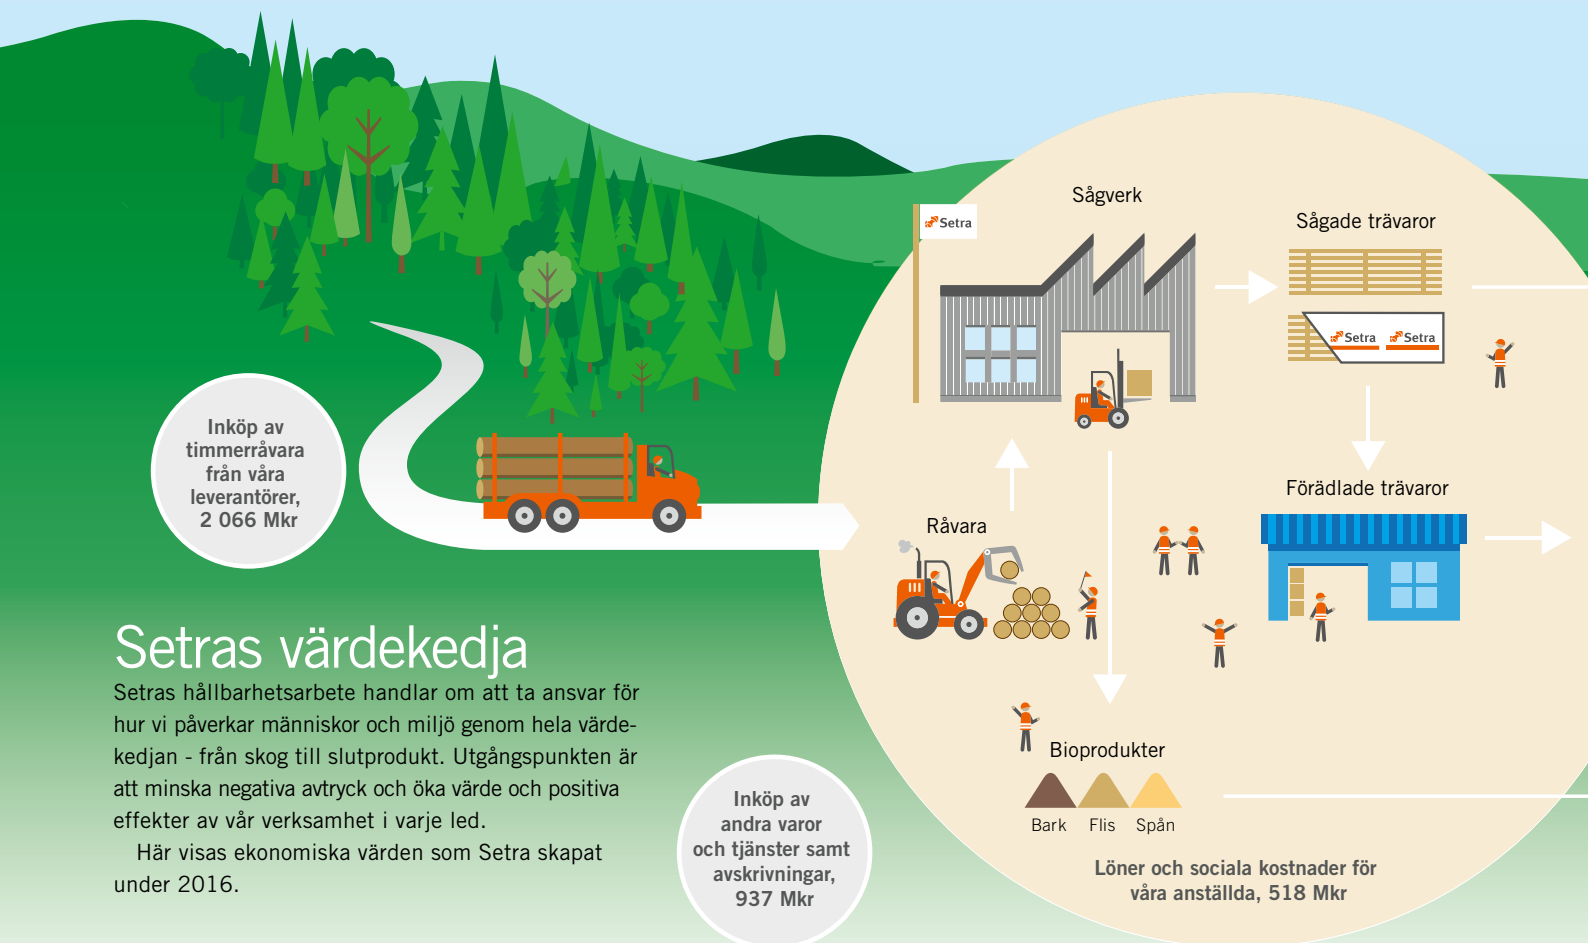 Sågverk
Setra
Sågade trävaror
Setra Setra
Inköp av
timmerråvara
från våra
leverantörer,
2 066 Mkr
Förädlade trävaror
Råvara
Setras värdekedja
Setras hållbarhetsarbete handlar om att ta ansvar för
hur vi påverkar människor och miljö genom hela värde-
kedjan - från skog till slutprodukt. Utgångspunkten är
att minska negativa avtryck och öka värde och positiva
effekter av vår verksamhet i varje led.
Här visas ekonomiska värden som Setra skapat
under 2016.
Inköp av
andra varor
och tjänster samt
avskrivningar,
937 Mkr
Bioprodukter
Bark Flis Spån
Löner och sociala kostnader för
våra anställda, 518 Mkr